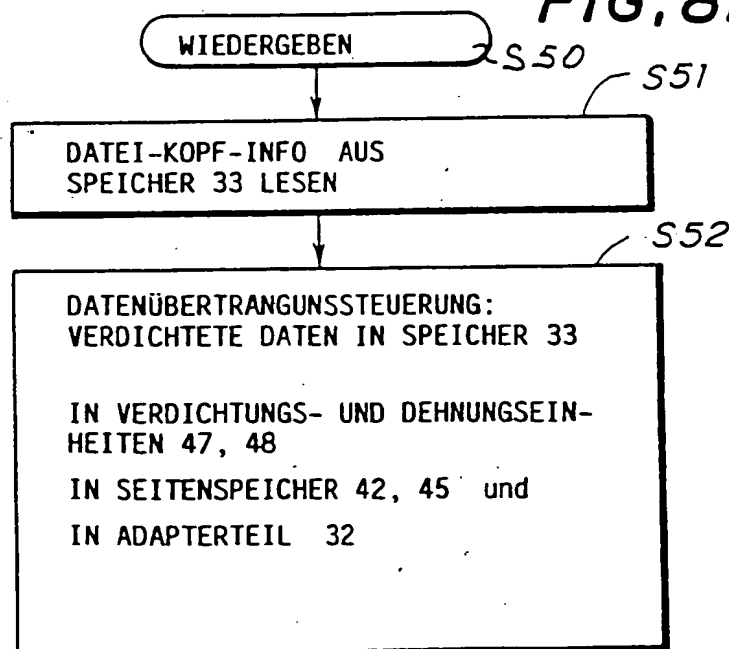 FIG. 8
WIEDERGEBEN
S50
S51
DATEI-KOPF-INFO AUS
SPEICHER 33 LESEN
S52
DATENÜBERTRANGUNSSTEUERUNG:
VERDICHTETE DATEN IN SPEICHER 33
IN VERDICHTUNGS- UND DEHNUNGSEIN-
HEITEN 47, 48
IN SEITENSPEICHER 42, 45 und
IN ADAPTERTEIL 32